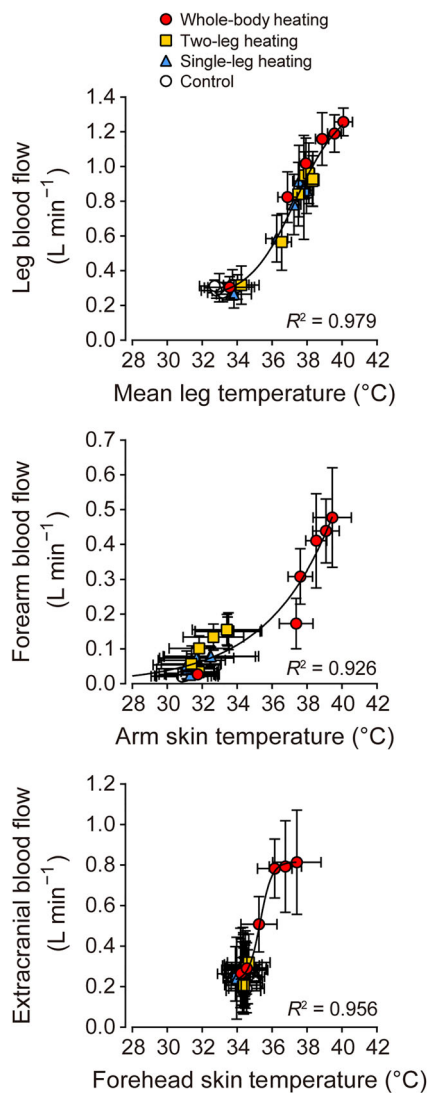 Whole-body heating
Two-leg heating
Single-leg heating
Control
Leg blood flow
(L min⁻¹)
1.4
1.2
1.0
0.8
0.6
0.4
0.2
0.0
R² = 0.979
28 30 32 34 36 38 40 42
Mean leg temperature (°C)
Forearm blood flow
(L min⁻¹)
0.7
0.6
0.5
0.4
0.3
0.2
0.1
0.0
R² = 0.926
28 30 32 34 36 38 40 42
Arm skin temperature (°C)
Extracranial blood flow
(L min⁻¹)
1.2
1.0
0.8
0.6
0.4
0.2
0.0
R² = 0.956
28 30 32 34 36 38 40 42
Forehead skin temperature (°C)